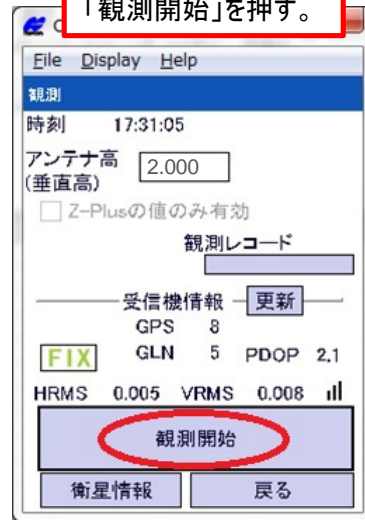 「観測開始」を押す。
File Display Help
観測
時刻 17:31:05
アンテナ高 2.000
(垂直高)
Z-Plusの値のみ有効
観測レコード
受信機情報 更新
GPS 8
FIX GLN 5 PDOP 2.1
HRMS 0.005 VRMS 0.008
観測開始
衛星情報 戻る